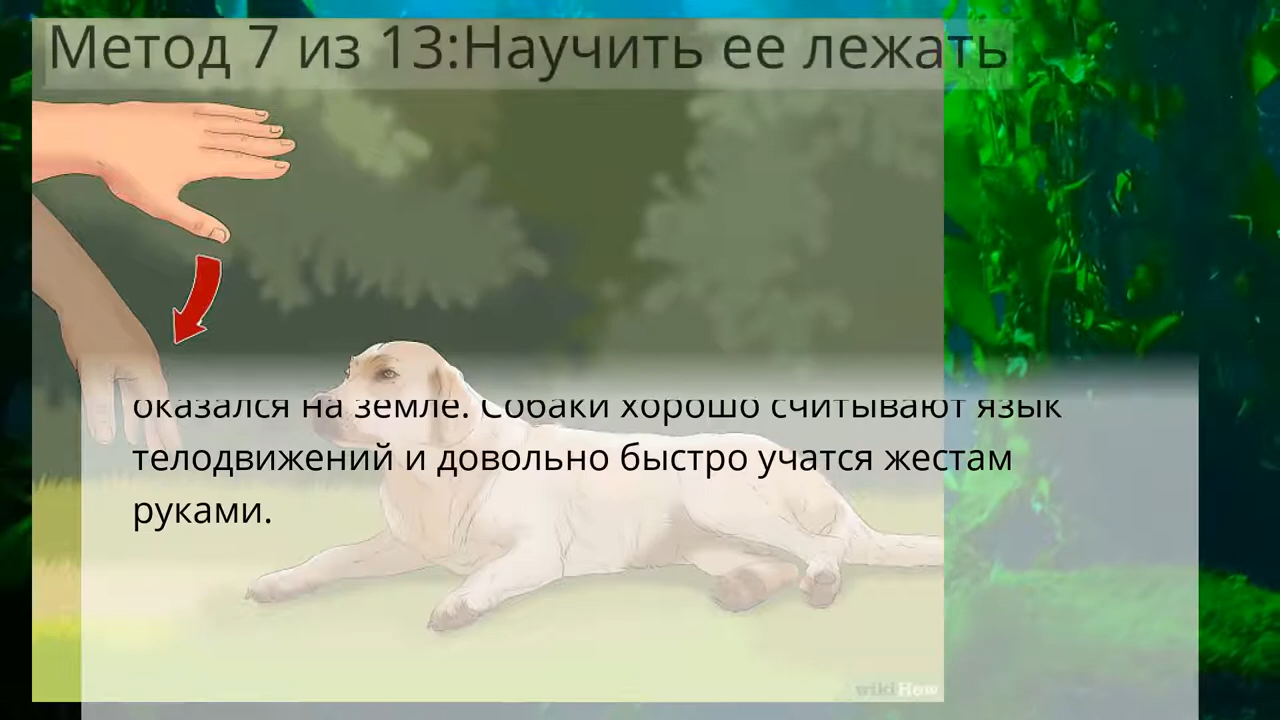 Метод 7 из 13:Научить ее лежать
оказался на земле. Собаки хорошо считывают язык
телодвижений и довольно быстро учатся жестам
руками.
wikiHow